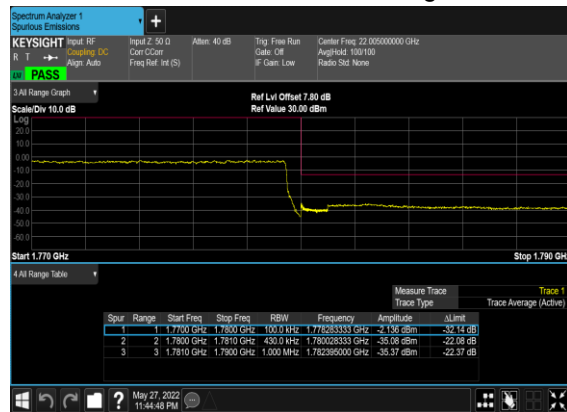 Spectrum Analyzer 1
Spurious Emissions
KEYSIGHT Input: RF Input Z: 50 Ω Atten: 40 dB Trig: Free Run Center Freq: 22.005000000 GHz
R T Coupling: DC Corr CCorr Gate: Off Avg|Hold: 100/100
Align: Auto Freq Ref: Int (S) IF Gain: Low Radio Std: None
LW PASS
3 All Range Graph
Ref Lvl Offset 7.80 dB
Scale/Div 10.0 dB Ref Value 30.00 dBm
Log
20.0
10.0
0.00
-10.0
-20.0
-30.0
-40.0
-50.0
-60.0
Start 1.770 GHz Stop 1.790 GH
4 All Range Table
Measure Trace Trace 1
Trace Type Trace Average (Active)
Spur Range Start Freq Stop Freq RBW Frequency Amplitude ΔLimit
1 1 1.7700 GHz 1.7800 GHz 100.0 kHz 1.778283333 GHz -2.136 dBm -32.14 dB
2 2 1.7800 GHz 1.7810 GHz 430.0 kHz 1.780028333 GHz -35.08 dBm -22.08 dB
3 3 1.7810 GHz 1.7900 GHz 1.000 MHz 1.782395000 GHz -35.37 dBm -22.37 dB
May 27, 2022
11:44:48 PM